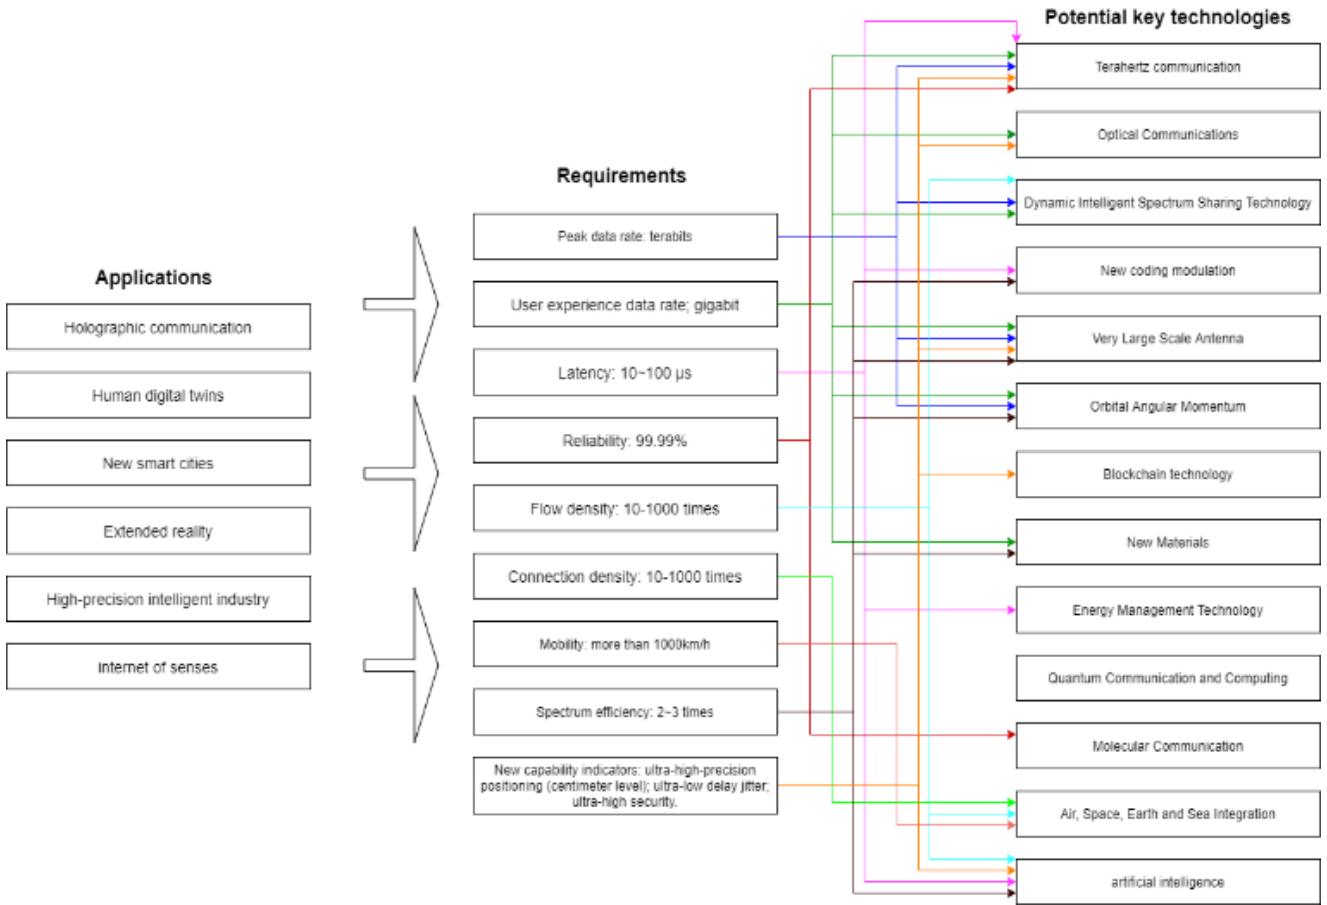 Applications
Holographic communication
Human digital twins
New smart cities
Extended reality
High-precision intelligent industry
internet of senses
Requirements
Peak data rate: terabits
User experience data rate; gigabit
Latency: 10~100 μs
Reliability: 99.99%
Flow density: 10-1000 times
Connection density: 10-1000 times
Mobility: more than 1000km/h
Spectrum efficiency: 2~3 times
New capability indicators: ultra-high-precision
positioning (centimeter level); ultra-low delay jitter;
ultra-high security.
Potential key technologies
Terahertz communication
Optical Communications
Dynamic Intelligent Spectrum Sharing Technology
New coding modulation
Very Large Scale Antenna
Orbital Angular Momentum
Blockchain technology
New Materials
Energy Management Technology
Quantum Communication and Computing
Molecular Communication
Air, Space, Earth and Sea Integration
artificial intelligence